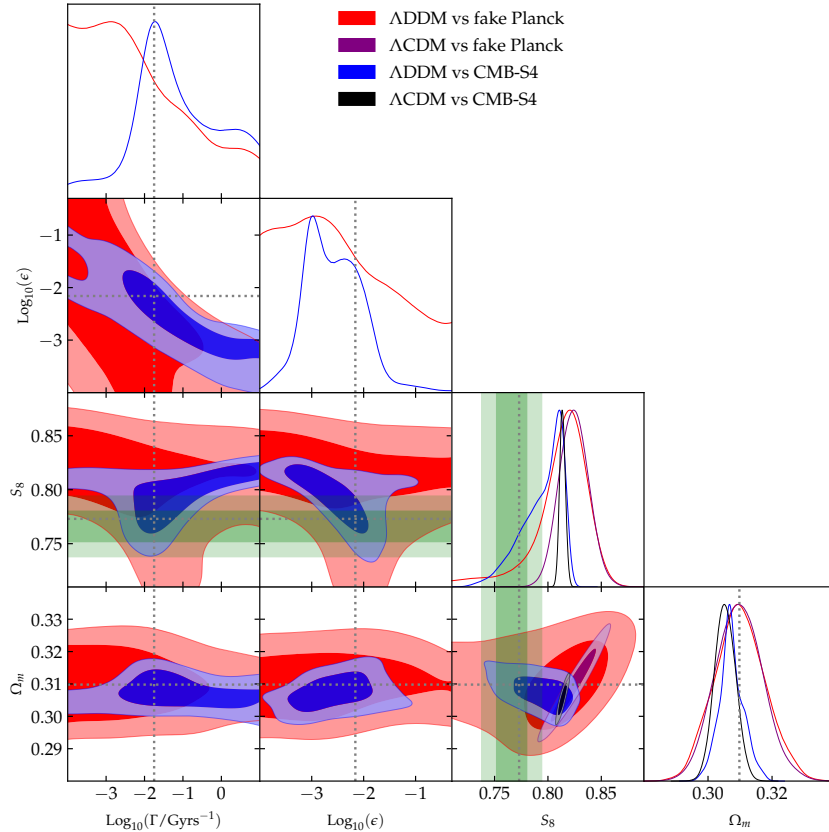 ΛDDM vs fake Planck
ΛCDM vs fake Planck
ΛDDM vs CMB-S4
ΛCDM vs CMB-S4
−1
−2
−3
Log₁₀(ϵ)
0.85
0.80
0.75
S₈
0.33
0.32
0.31
0.30
0.29
Ωₘ
−3 −2 −1 0
−3 −2 −1
0.75 0.80 0.85
0.30 0.32
Log₁₀(Γ/Gyrs⁻¹)
Log₁₀(ϵ)
S₈
Ωₘ